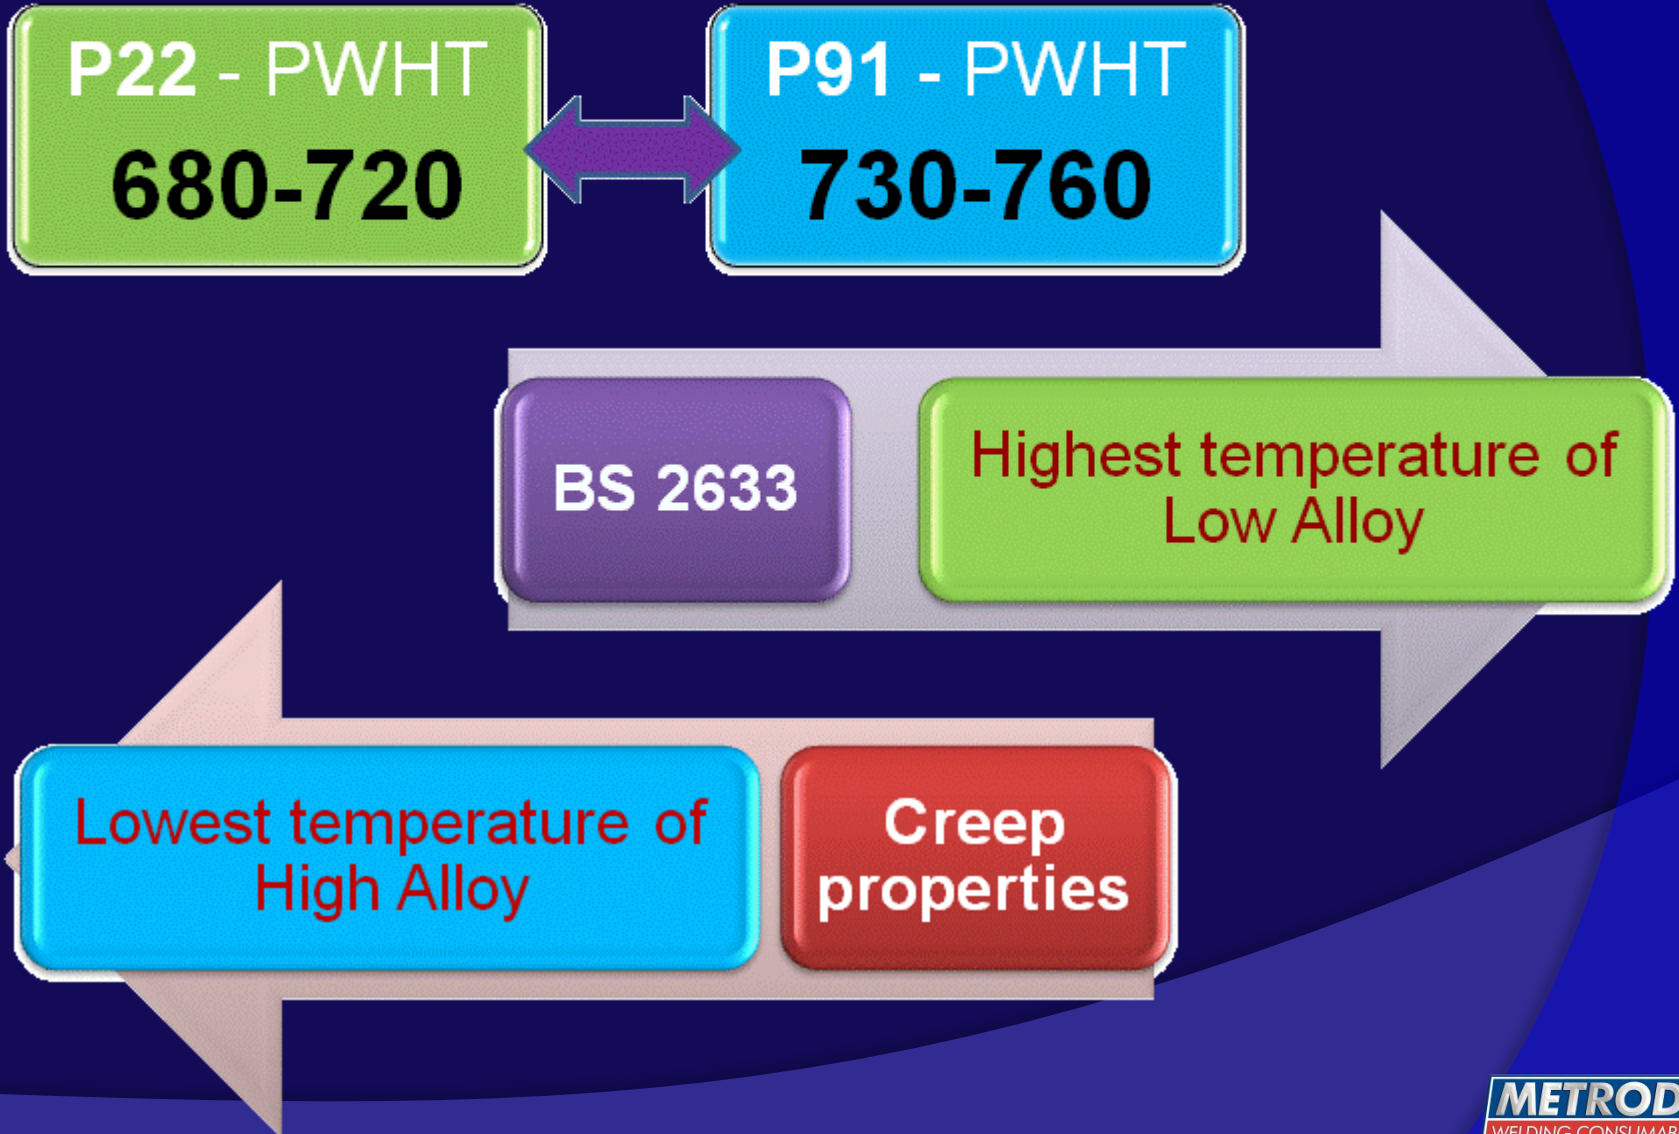 P22 - PWHT
680-720
P91 - PWHT
730-760
BS 2633
Highest temperature of
Low Alloy
Lowest temperature of
High Alloy
Creep
properties
METROD
WELDING